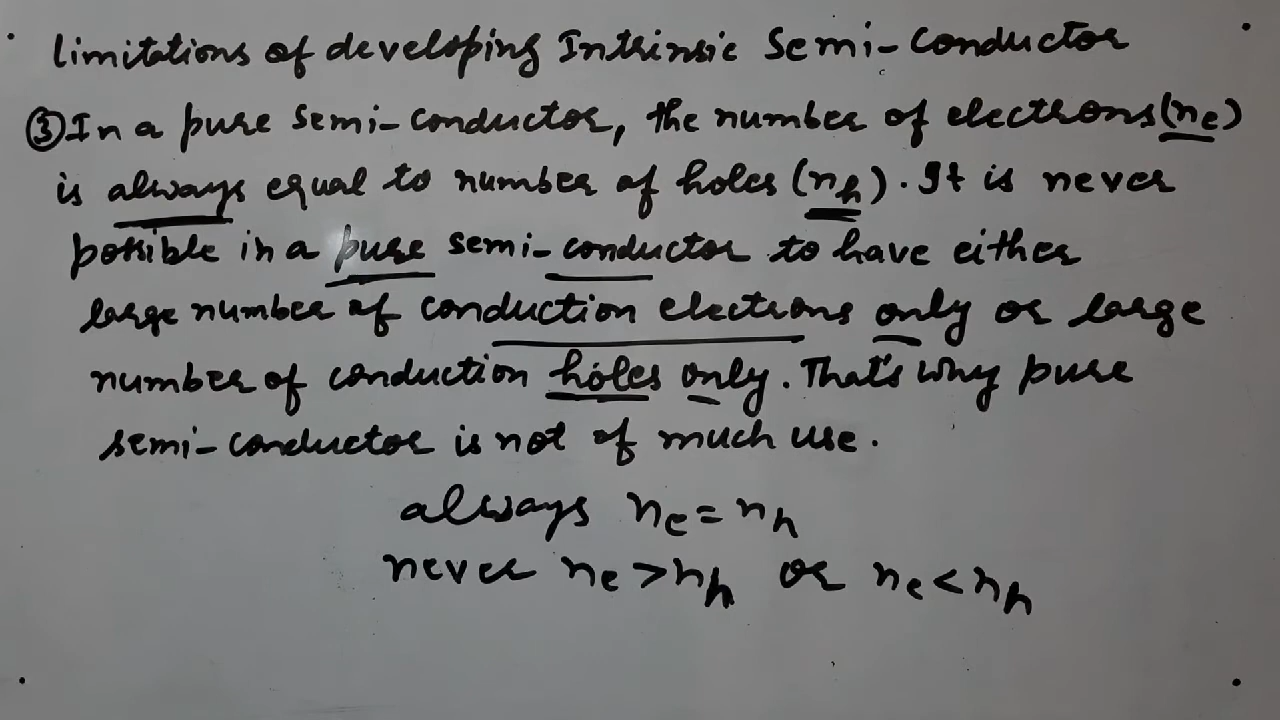 limitations of developing Intrinsic Semi-Conductor
③ In a pure semi-conductor, the number of electrons (nₑ)
is always equal to number of holes (nₕ). It is never
possible in a pure semi-conductor to have either
large number of conduction electrons only or large
number of conduction holes only. That's why pure
semi-conductor is not of much use.
always nₑ = nₕ
never nₑ > nₕ or nₑ < nₕ